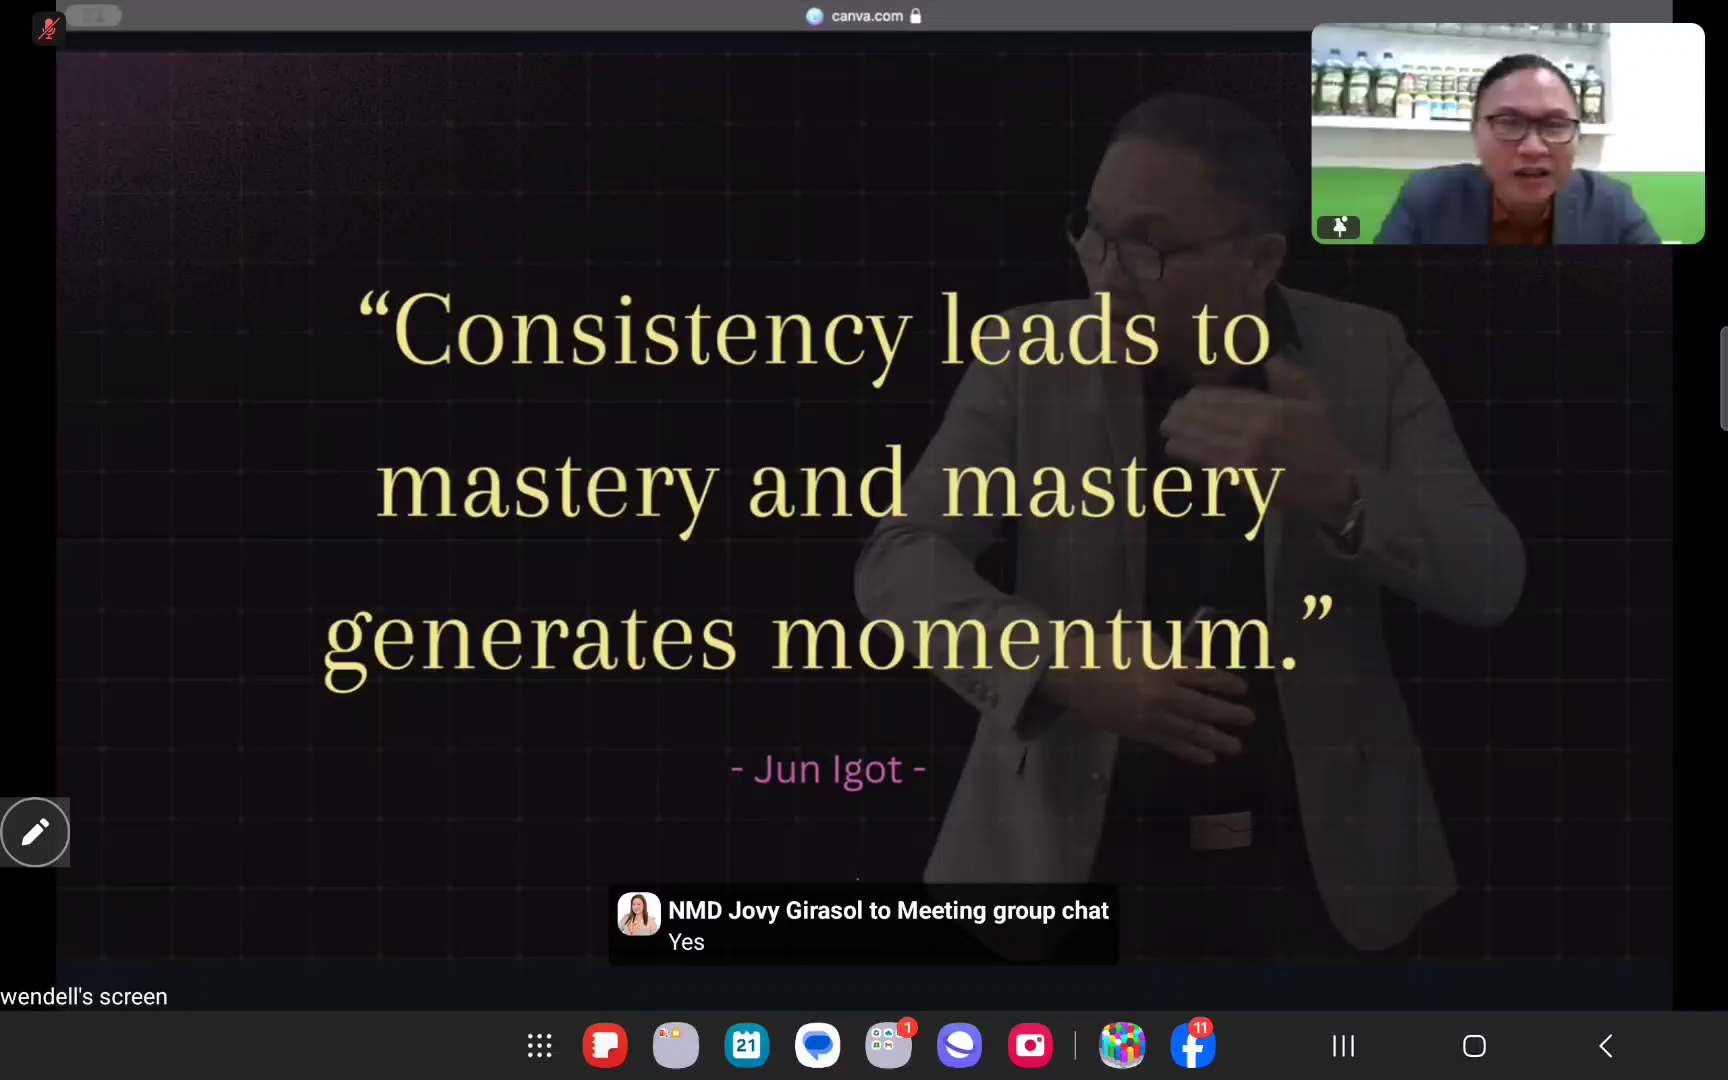 canva.com
“Consistency leads to
mastery and mastery
generates momentum.”
- Jun Igot -
NMD Jovy Girasol to Meeting group chat
Yes
wendell's screen
21
1
11